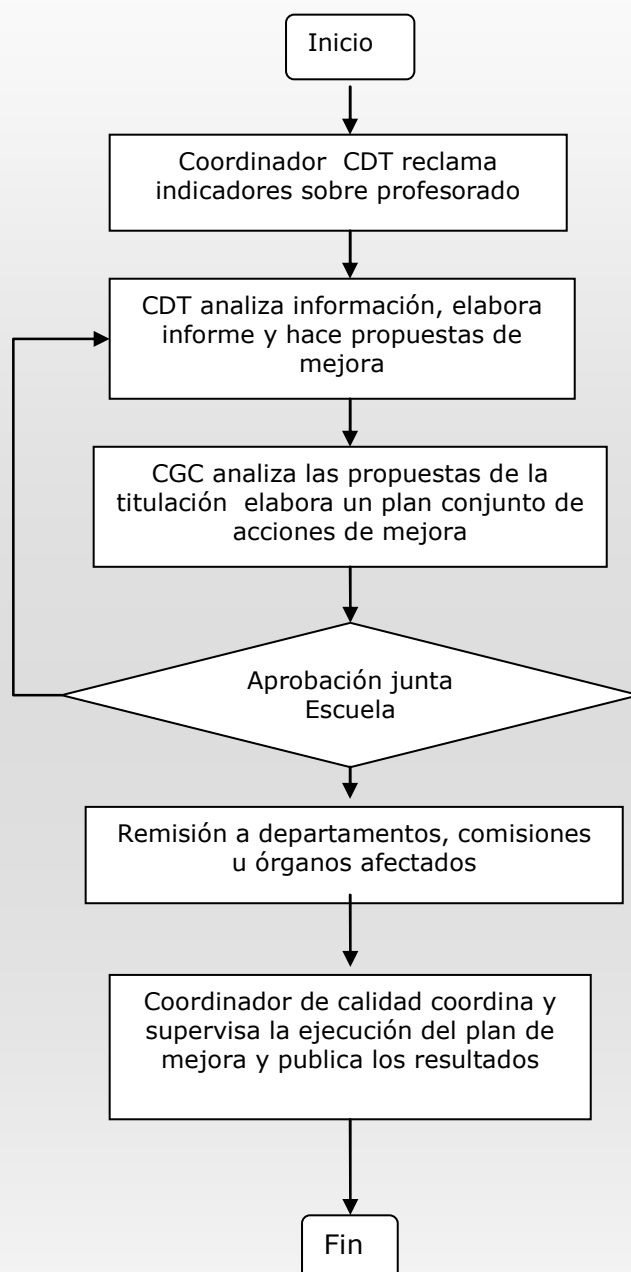 Inicio
Coordinador CDT reclama
indicadores sobre profesorado
CDT analiza información, elabora
informe y hace propuestas de
mejora
CGC analiza las propuestas de la
titulación elabora un plan conjunto de
acciones de mejora
Aprobación junta
Escuela
Remisión a departamentos, comisiones
u órganos afectados
Coordinador de calidad coordina y
supervisa la ejecución del plan de
mejora y publica los resultados
Fin